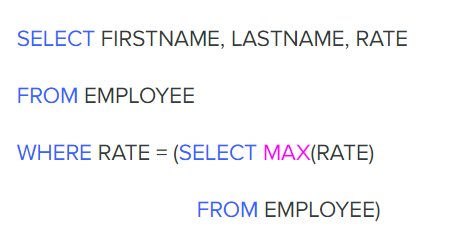 SELECT FIRSTNAME, LASTNAME, RATE
FROM EMPLOYEE
WHERE RATE = (SELECT MAX(RATE)
FROM EMPLOYEE)